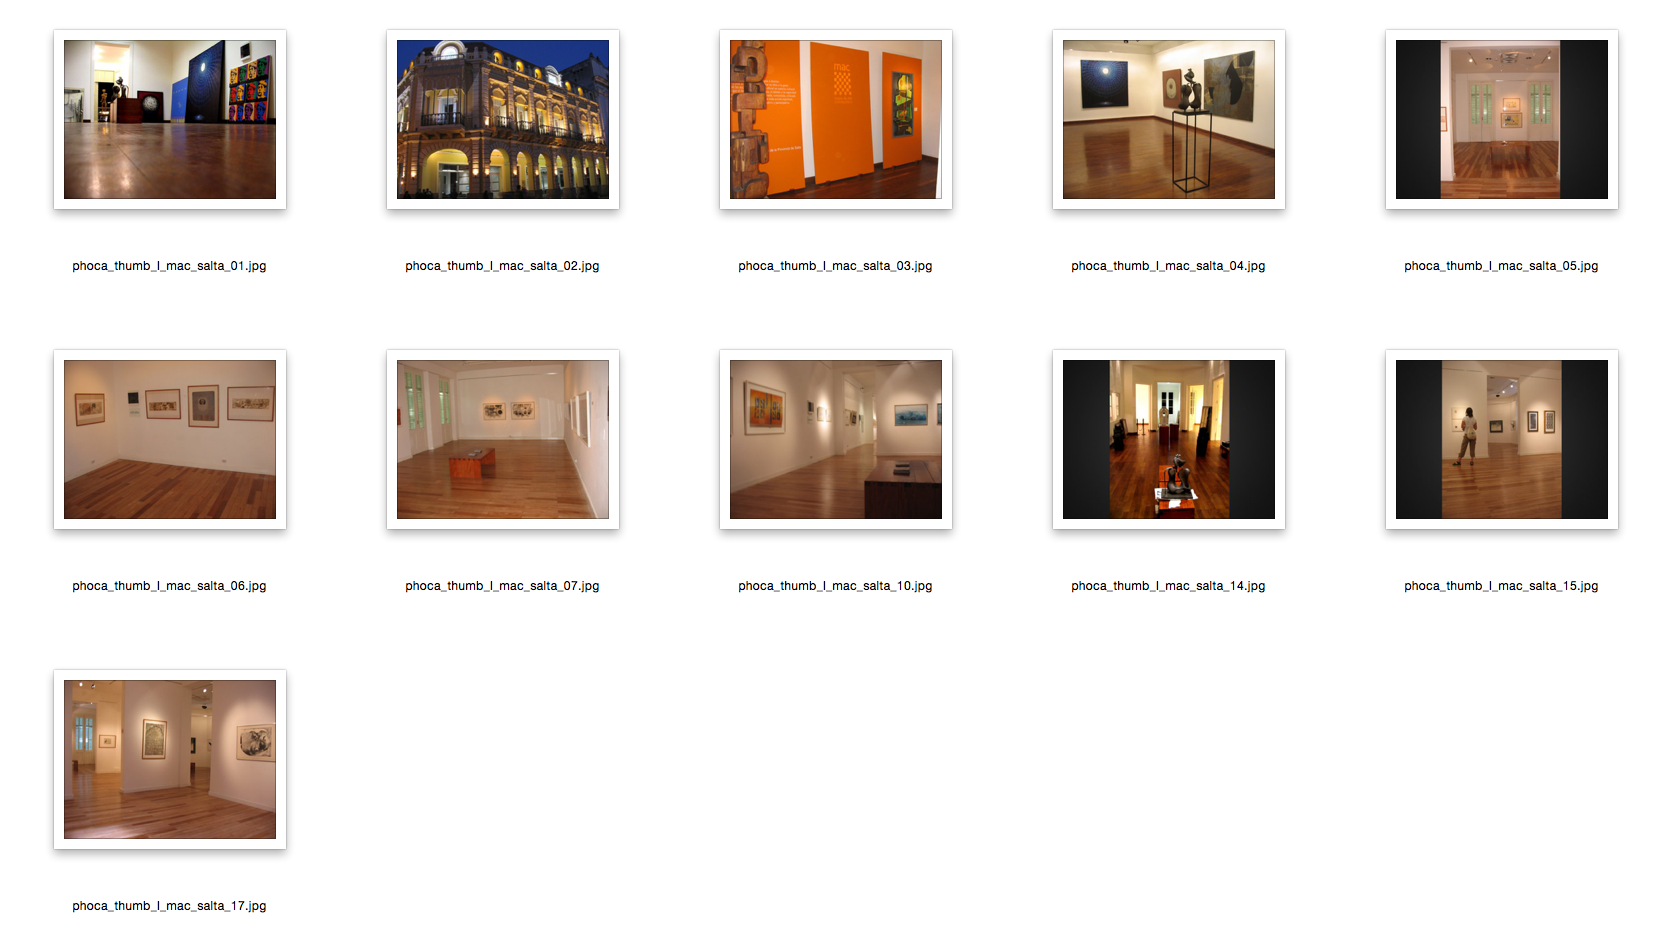 mac
phoca_thumb_l_mac_salta_01.jpg
phoca_thumb_l_mac_salta_02.jpg
phoca_thumb_l_mac_salta_03.jpg
phoca_thumb_l_mac_salta_04.jpg
phoca_thumb_l_mac_salta_05.jpg
phoca_thumb_l_mac_salta_06.jpg
phoca_thumb_l_mac_salta_07.jpg
phoca_thumb_l_mac_salta_10.jpg
phoca_thumb_l_mac_salta_14.jpg
phoca_thumb_l_mac_salta_15.jpg
phoca_thumb_l_mac_salta_17.jpg